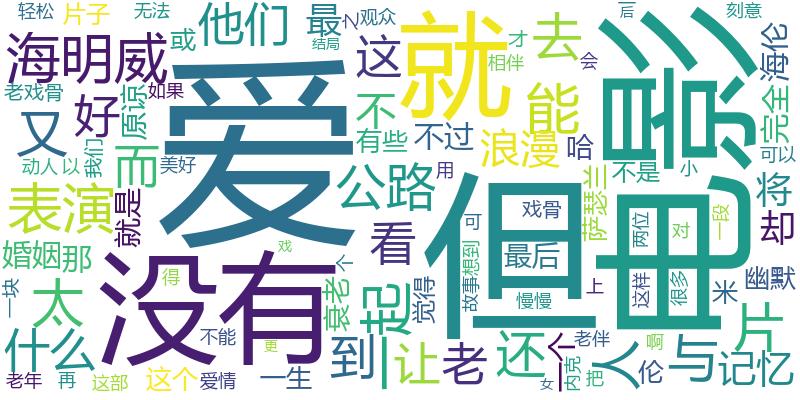 轻松
片子
无法
他们
最
又
观众
才
去
刻意
后
海明威
或
结局
这
就
相伴
会
影
海伦
老戏骨
如果
爱
不
能
完全
又
好
原谅
有些
不过
浪漫
哈
动人
以
我们
美好
而
公路
用
萨瑟兰
不是
小
可以
表演
就是
但
戏骨
可
两位
对
一段
将
却
婚姻
那
没有
看
最后
电
戏
个
故事
想到
这样
很多
幽默
一块
太
得
衰老
一起
觉得
慢慢
上
米
片
什么
不能
更
到
让
老
还
一个
老伴
啊
人
与
记忆
老年
再
这部
这个
爱情
一生
女
内克
把
伦